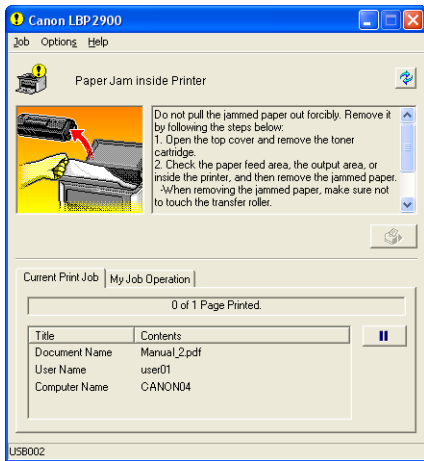 Canon LBP2900
Job Options Help
Paper Jam inside Printer
Do not pull the jammed paper out forcibly. Remove it
by following the steps below:
1. Open the top cover and remove the toner
cartridge.
2. Check the paper feed area, the output area, or
inside the printer, and then remove the jammed paper.
-When removing the jammed paper, make sure not
to touch the transfer roller.
Current Print Job My Job Operation
0 of 1 Page Printed.
Title Contents
Document Name Manual_2.pdf
User Name user01
Computer Name CANON04
USB002